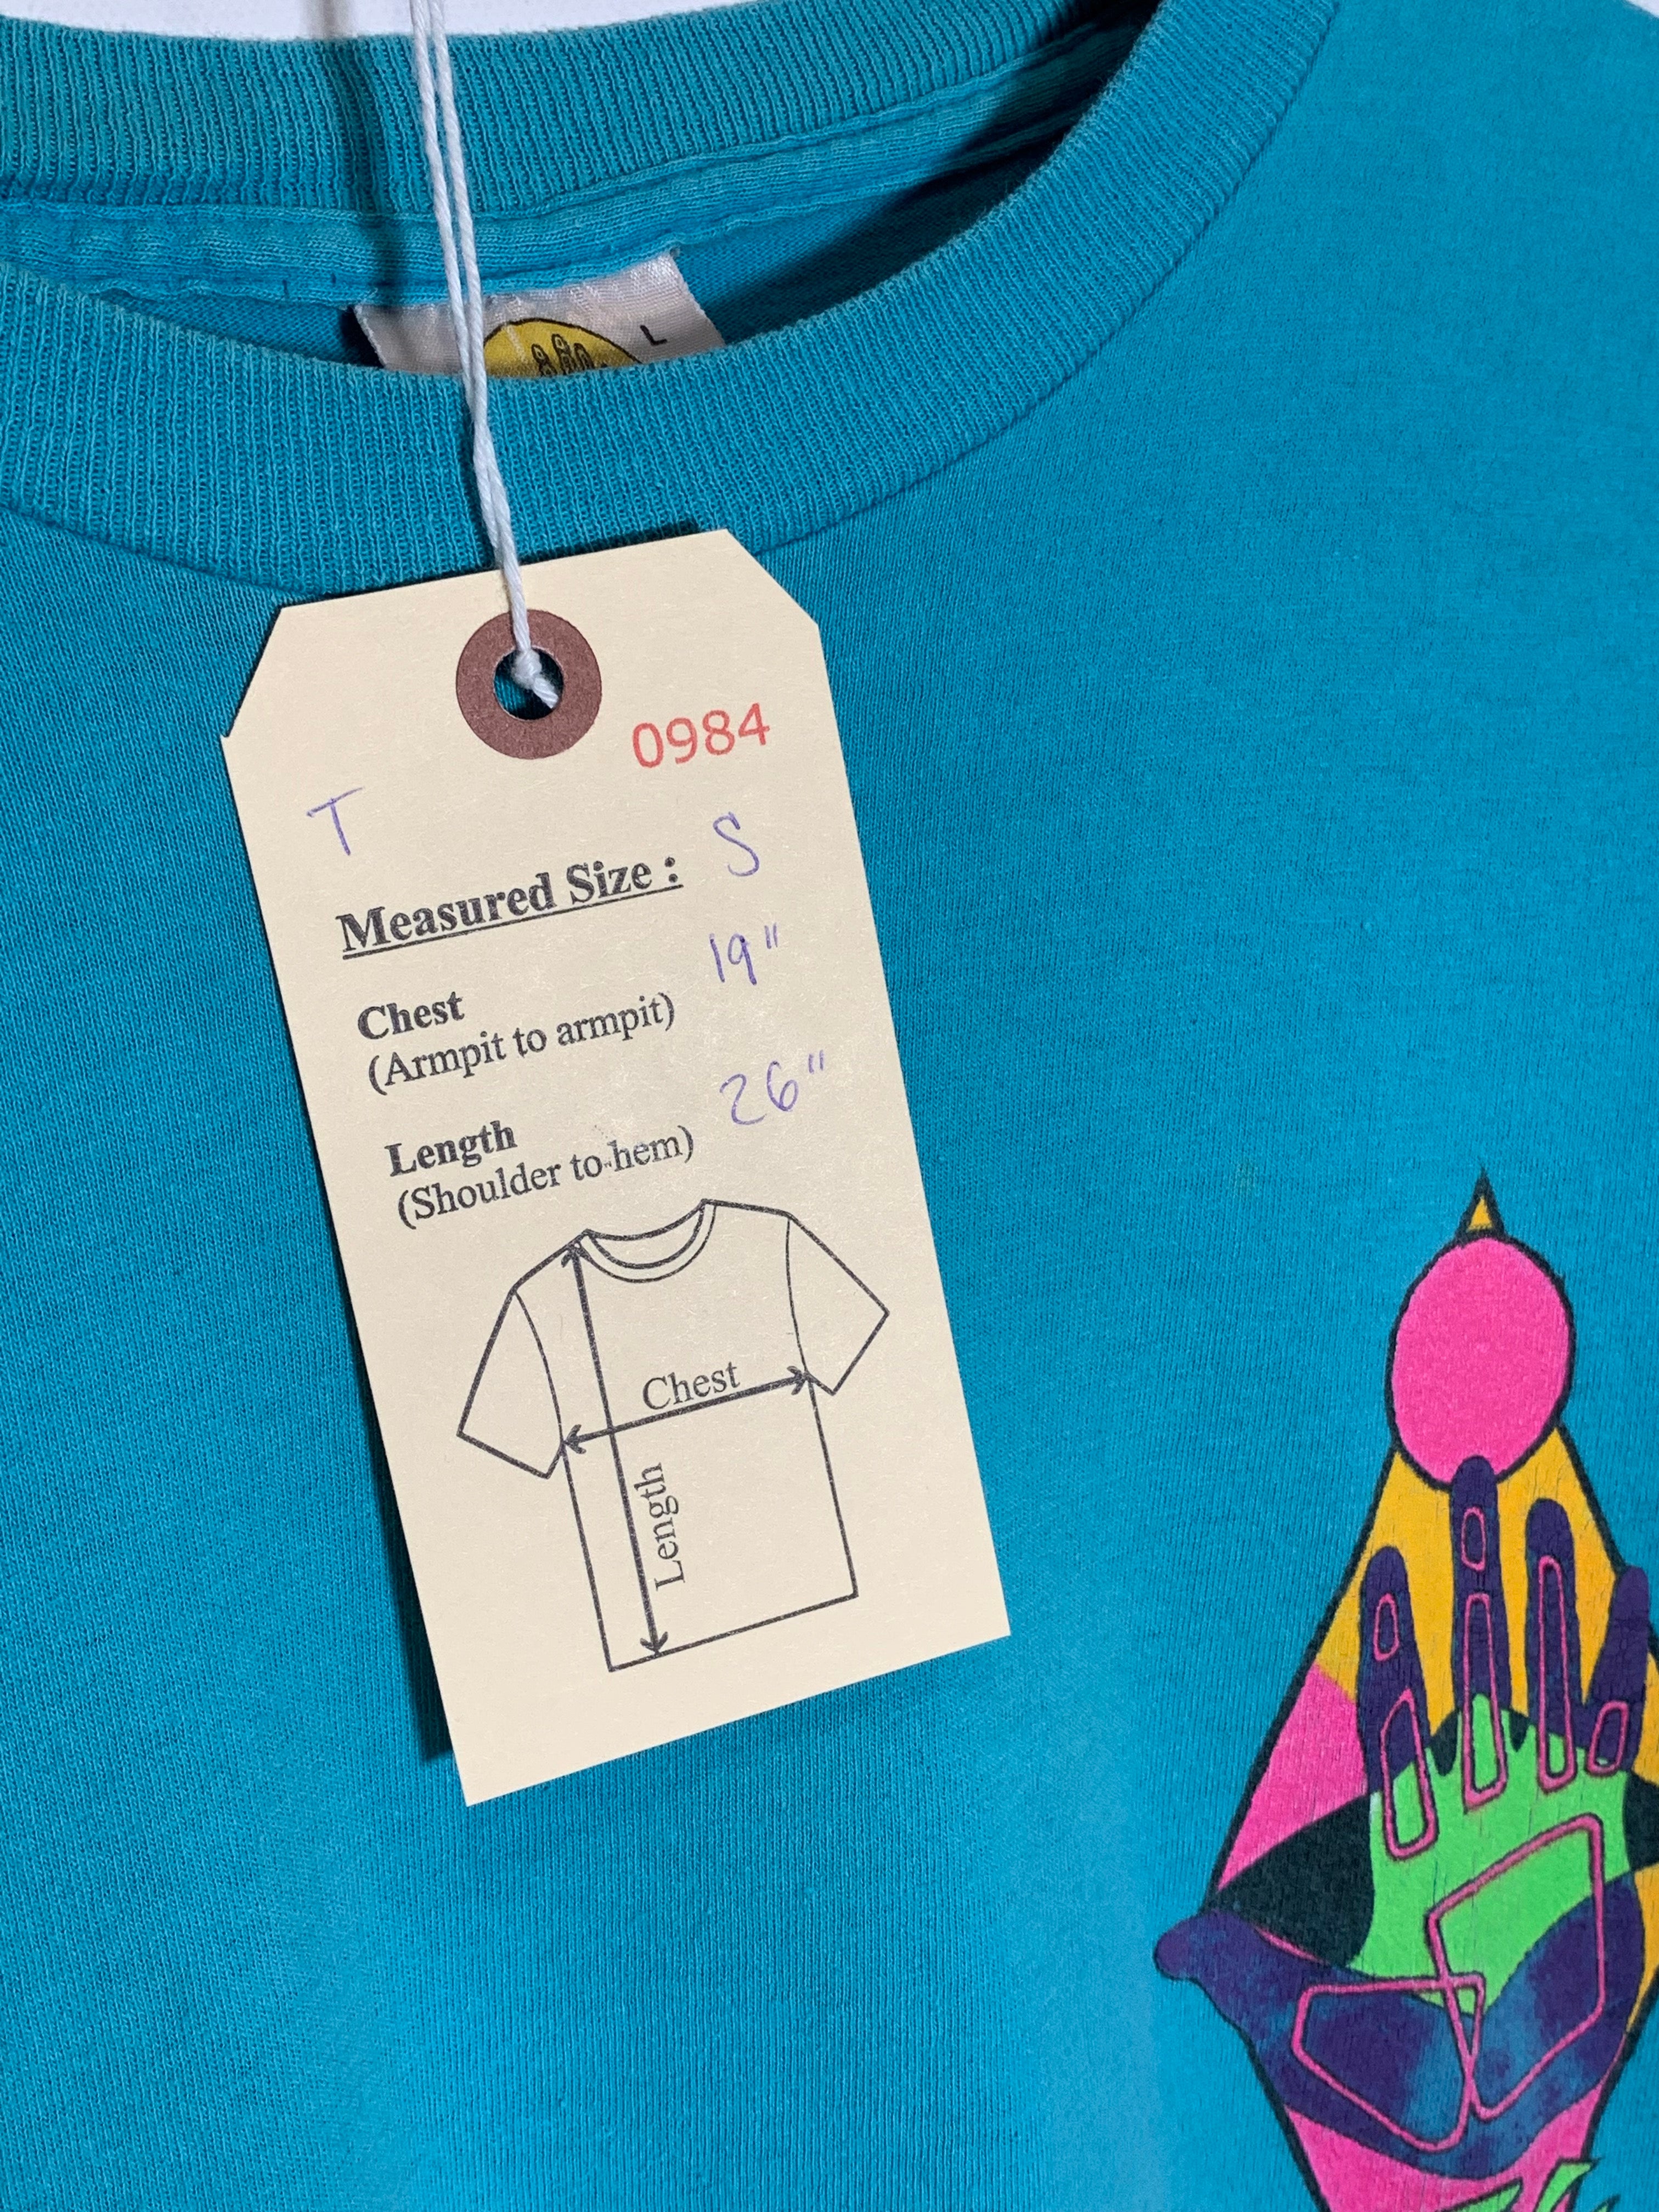 L
0984
T
Measured Size : S
Chest 19"
(Armpit to armpit)
Length 26"
(Shoulder to hem)
Chest
Length